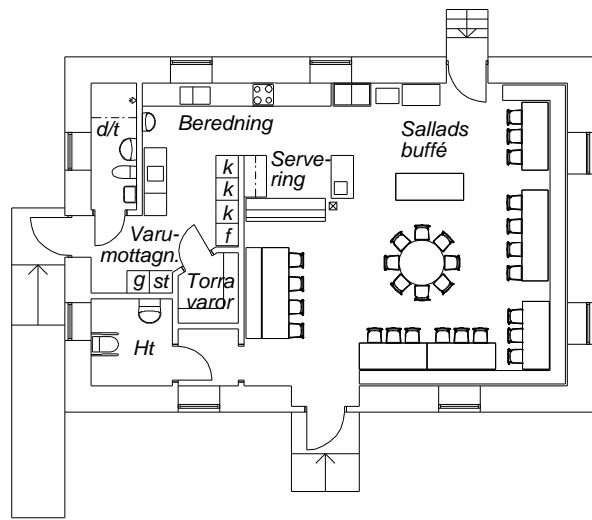 d/t
Beredning
Sallads
buffé
Serve-
ring
k
k
k
f
Varu-
mottagn.
g st
Torra
varor
Ht